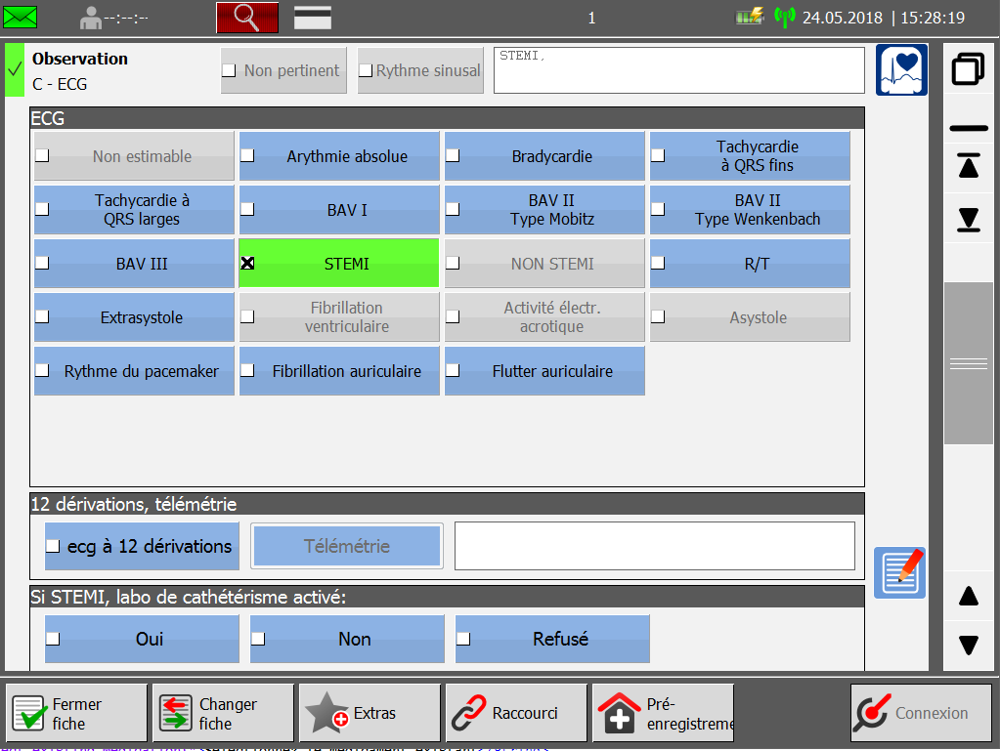 --:--:--
1
24.05.2018 | 15:28:19
Observation
C - ECG
Non pertinent
Rythme sinusal
STEMI,
ECG
Non estimable
Arythmie absolue
Bradycardie
Tachycardie
à QRS fins
Tachycardie à
QRS larges
BAV I
BAV II
Type Mobitz
BAV II
Type Wenkenbach
BAV III
STEMI
NON STEMI
R/T
Extrasystole
Fibrillation
ventriculaire
Activité électr.
acrotique
Asystole
Rythme du pacemaker
Fibrillation auriculaire
Flutter auriculaire
12 dérivations, télémétrie
ecg à 12 dérivations
Télémétrie
Si STEMI, labo de cathétérisme activé:
Oui
Non
Refusé
Fermer
fiche
Changer
fiche
Extras
Raccourci
Pré-
enregistreme
Connexion